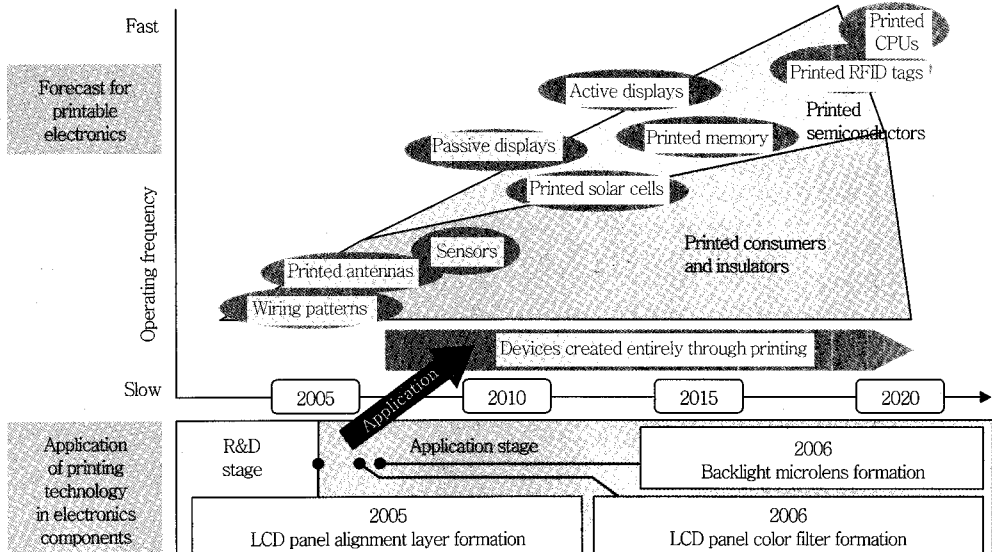 Fast
Forecast for
printable
electronics
Operating frequency
Slow
Printed
CPUs
Printed RFID tags
Active displays
Printed
semiconductors
Printed memory
Passive displays
Printed solar cells
Printed consumers
and insulators
Sensors
Printed antennas
Wiring patterns
Devices created entirely through printing
2005
2010
2015
2020
Application
Application
of printing
technology
in electronics
components
R&D
stage
Application stage
2006
Backlight microlens formation
2005
LCD panel alignment layer formation
2006
LCD panel color filter formation